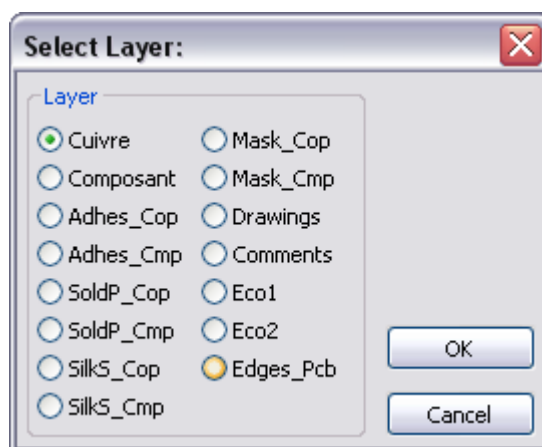 Select Layer:
Layer
Cuivre
Composant
Adhes_Cop
Adhes_Cmp
SoldP_Cop
SoldP_Cmp
SilkS_Cop
SilkS_Cmp
Mask_Cop
Mask_Cmp
Drawings
Comments
Eco1
Eco2
Edges_Pcb
OK
Cancel